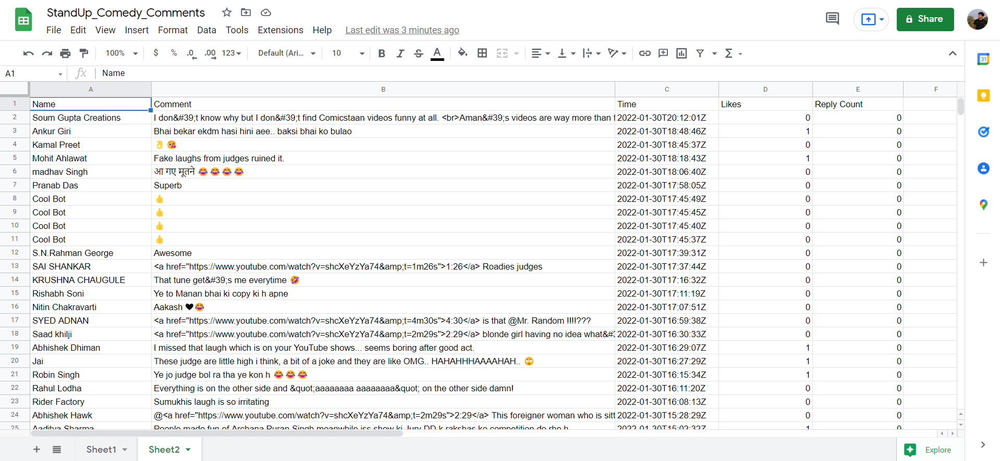 StandUp_Comedy_Comments
File Edit View Insert Format Data Tools Extensions Help Last edit was 3 minutes ago
Share
100% $ % .0 .00 123 Default (Ari... 10 B I S A
A1 fx Name
A B C D E F
1 Name Comment Time Likes Reply Count
2 Soum Gupta Creations I don&#39;t know why but I don&#39;t find Comicstaan videos funny at all. <br>Aman&#39;s videos are way more than 2022-01-30T20:12:01Z 0 0
3 Ankur Giri Bhai bekar ekdm hasi hini aee.. baksi bhai ko bulao 2022-01-30T18:48:46Z 1 0
4 Kamal Preet 👌 😘 2022-01-30T18:45:37Z 0 0
5 Mohit Ahlawat Fake laughs from judges ruined it. 2022-01-30T18:18:43Z 1 0
6 madhav Singh आ गए मूतने 😂 😂 😂 😂 2022-01-30T18:06:40Z 0 0
7 Pranab Das Superb 2022-01-30T17:58:05Z 0 0
8 Cool Bot 👍 2022-01-30T17:45:49Z 0 0
9 Cool Bot 👍 2022-01-30T17:45:45Z 0 0
10 Cool Bot 👍 2022-01-30T17:45:40Z 0 0
11 Cool Bot 👍 2022-01-30T17:45:37Z 0 0
12 S.N.Rahman George Awesome 2022-01-30T17:39:31Z 0 0
13 SAI SHANKAR <a href="https://www.youtube.com/watch?v=shcXeYzYa74&amp;t=1m26s">1:26</a> Roadies judges 2022-01-30T17:37:44Z 0 0
14 KRUSHNA CHAUGULE That tune get&#39;s me everytime 🤣 2022-01-30T17:16:32Z 0 0
15 Rishabh Soni Ye to Manan bhai ki copy ki h apne 2022-01-30T17:11:19Z 0 0
16 Nitin Chakravarti Aakash 🖤😂 2022-01-30T17:07:51Z 0 0
17 SYED ADNAN <a href="https://www.youtube.com/watch?v=shcXeYzYa74&amp;t=4m30s">4:30</a> is that @Mr. Random !!!!??? 2022-01-30T16:59:38Z 0 0
18 Saad khilji <a href="https://www.youtube.com/watch?v=shcXeYzYa74&amp;t=2m29s">2:29</a> blonde girl having no idea what&#3 2022-01-30T16:30:33Z 0 0
19 Abhishek Dhiman I missed that laugh which is on your YouTube shows... seems boring after good act. 2022-01-30T16:29:07Z 1 0
20 Jai These judge are little high i think, a bit of a joke and they are like OMG.. HAHAHHHAAAAHAH.. 🙄 2022-01-30T16:27:29Z 1 0
21 Robin Singh Ye jo judge bol ra tha ye kon h 😂 😂 😂 2022-01-30T16:15:34Z 1 0
22 Rahul Lodha Everything is on the other side and &quot;aaaaaaaa aaaaaaaa&quot; on the other side damn! 2022-01-30T16:11:20Z 0 0
23 Rider Factory Sumukhis laugh is so irritating 2022-01-30T16:08:13Z 0 0
24 Abhishek Hawk @<a href="https://www.youtube.com/watch?v=shcXeYzYa74&amp;t=2m29s">2:29</a> This foreigner woman who is sitt 2022-01-30T15:28:29Z 0 0
25 Aaditya Sharma People made fun of Archana Puran Singh meanwhile iss show ki Jury DD k rakshas ko competition de rhe h 2022-01-30T15:02:32Z 1 0
Sheet1 Sheet2 Explore